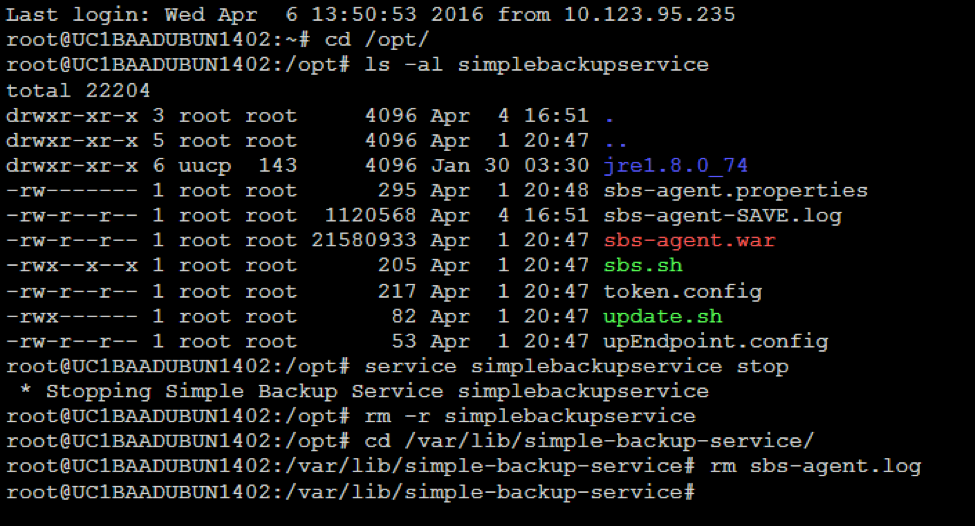 Last login: Wed Apr  6 13:50:53 2016 from 10.123.95.235
root@UC1BAADUBUN1402:~# cd /opt/
root@UC1BAADUBUN1402:/opt# ls -al simplebackupservice
total 22204
drwxr-xr-x 3 root root     4096 Apr  4 16:51 .
drwxr-xr-x 5 root root     4096 Apr  1 20:47 ..
drwxr-xr-x 6 uucp  143     4096 Jan 30 03:30 jre1.8.0_74
-rw------- 1 root root      295 Apr  1 20:48 sbs-agent.properties
-rw-r--r-- 1 root root  1120568 Apr  4 16:51 sbs-agent-SAVE.log
-rw-r--r-- 1 root root 21580933 Apr  1 20:47 sbs-agent.war
-rwx--x--x 1 root root      205 Apr  1 20:47 sbs.sh
-rw-r--r-- 1 root root      217 Apr  1 20:47 token.config
-rwx------ 1 root root       82 Apr  1 20:47 update.sh
-rw-r--r-- 1 root root       53 Apr  1 20:47 upEndpoint.config
root@UC1BAADUBUN1402:/opt# service simplebackupservice stop
 * Stopping Simple Backup Service simplebackupservice
root@UC1BAADUBUN1402:/opt# rm -r simplebackupservice
root@UC1BAADUBUN1402:/opt# cd /var/lib/simple-backup-service/
root@UC1BAADUBUN1402:/var/lib/simple-backup-service# rm sbs-agent.log
root@UC1BAADUBUN1402:/var/lib/simple-backup-service#